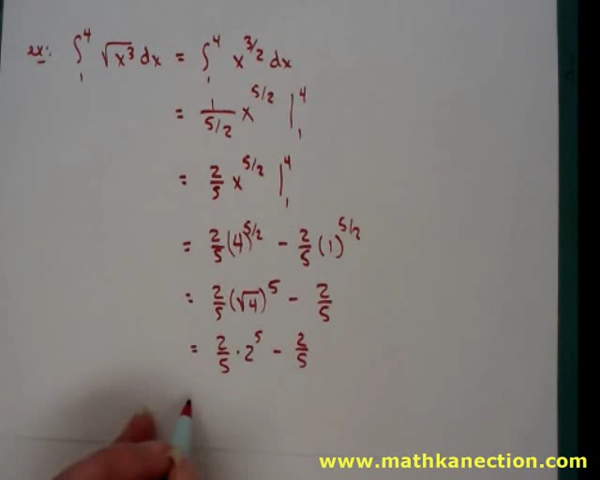 ex: ∫₁⁴ √x³ dx = ∫₁⁴ x^3/2 dx
= 1/(5/2) x^5/2 |₁⁴
= 2/5 x^5/2 |₁⁴
= 2/5 (4)^5/2 − 2/5 (1)^5/2
= 2/5 (√4)^5 − 2/5
= 2/5 · 2^5 − 2/5
www.mathkanection.com